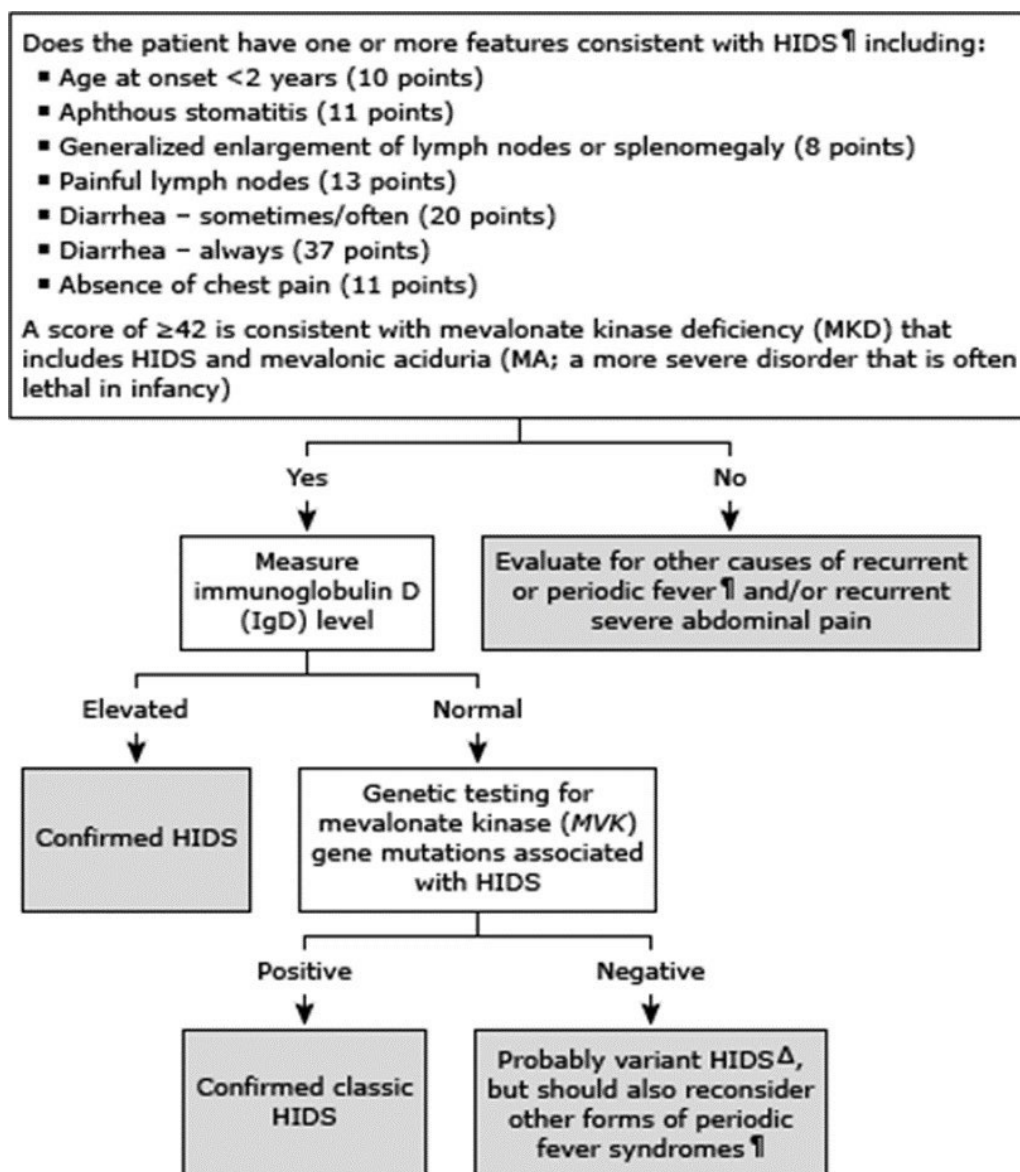 Does the patient have one or more features consistent with HIDS¶ including:
▪ Age at onset <2 years (10 points)
▪ Aphthous stomatitis (11 points)
▪ Generalized enlargement of lymph nodes or splenomegaly (8 points)
▪ Painful lymph nodes (13 points)
▪ Diarrhea – sometimes/often (20 points)
▪ Diarrhea – always (37 points)
▪ Absence of chest pain (11 points)
A score of ≥42 is consistent with mevalonate kinase deficiency (MKD) that
includes HIDS and mevalonic aciduria (MA; a more severe disorder that is often
lethal in infancy)
Yes
No
Measure
immunoglobulin D
(IgD) level
Evaluate for other causes of recurrent
or periodic fever¶ and/or recurrent
severe abdominal pain
Elevated
Normal
Confirmed HIDS
Genetic testing for
mevalonate kinase (MVK)
gene mutations associated
with HIDS
Positive
Negative
Confirmed classic
HIDS
Probably variant HIDSΔ,
but should also reconsider
other forms of periodic
fever syndromes¶